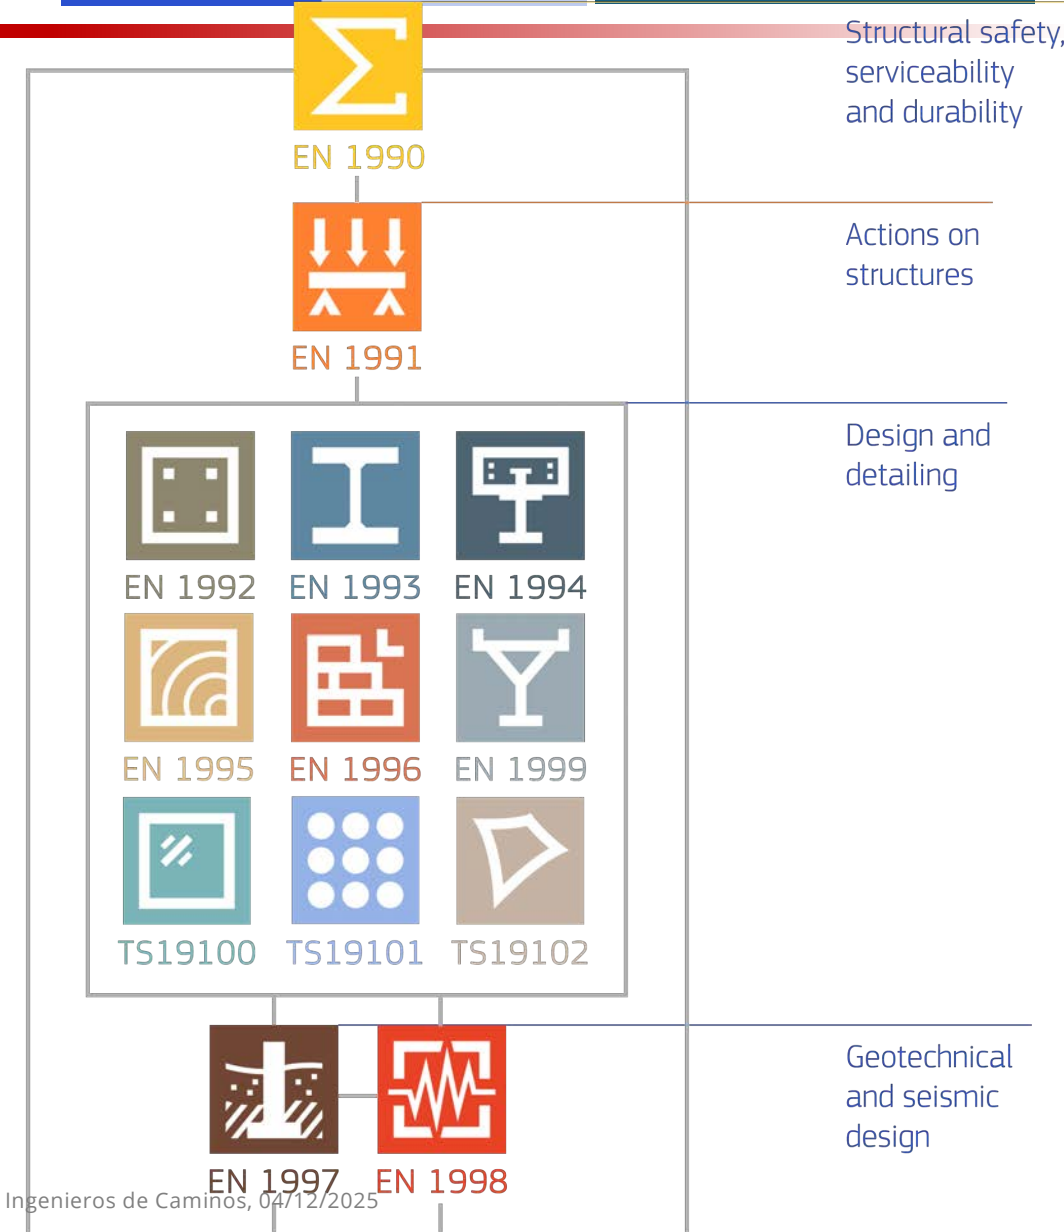 Structural safety,
serviceability
and durability
EN 1990
Actions on
structures
EN 1991
Design and
detailing
EN 1992 EN 1993 EN 1994
EN 1995 EN 1996 EN 1999
TS19100 TS19101 TS19102
Geotechnical
and seismic
design
EN 1997 EN 1998
Ingenieros de Caminos, 04/12/2025